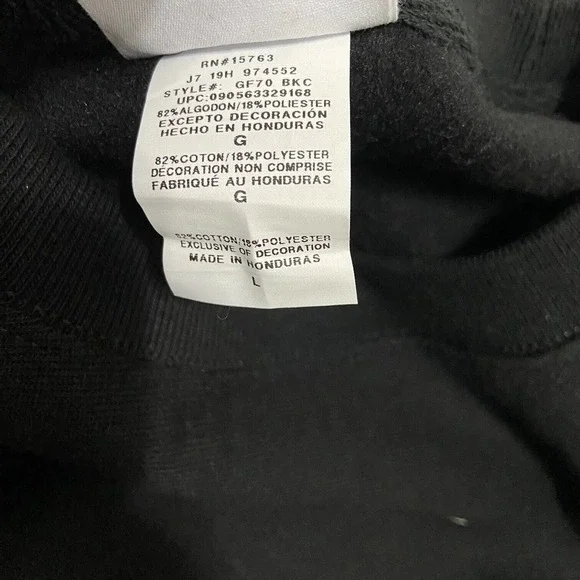 RN#15763
J7 19H 974552
STYLE#: GF70 BKC
UPC:090563329168
82%ALGODON/18%POLIESTER
EXCEPTO DECORACIÓN
HECHO EN HONDURAS
G
82%COTON/18%POLYESTER
DÉCORATION NON COMPRISE
FABRIQUÉ AU HONDURAS
G
82%COTTON/18%POLYESTER
EXCLUSIVE OF DECORATION
MADE IN HONDURAS
L